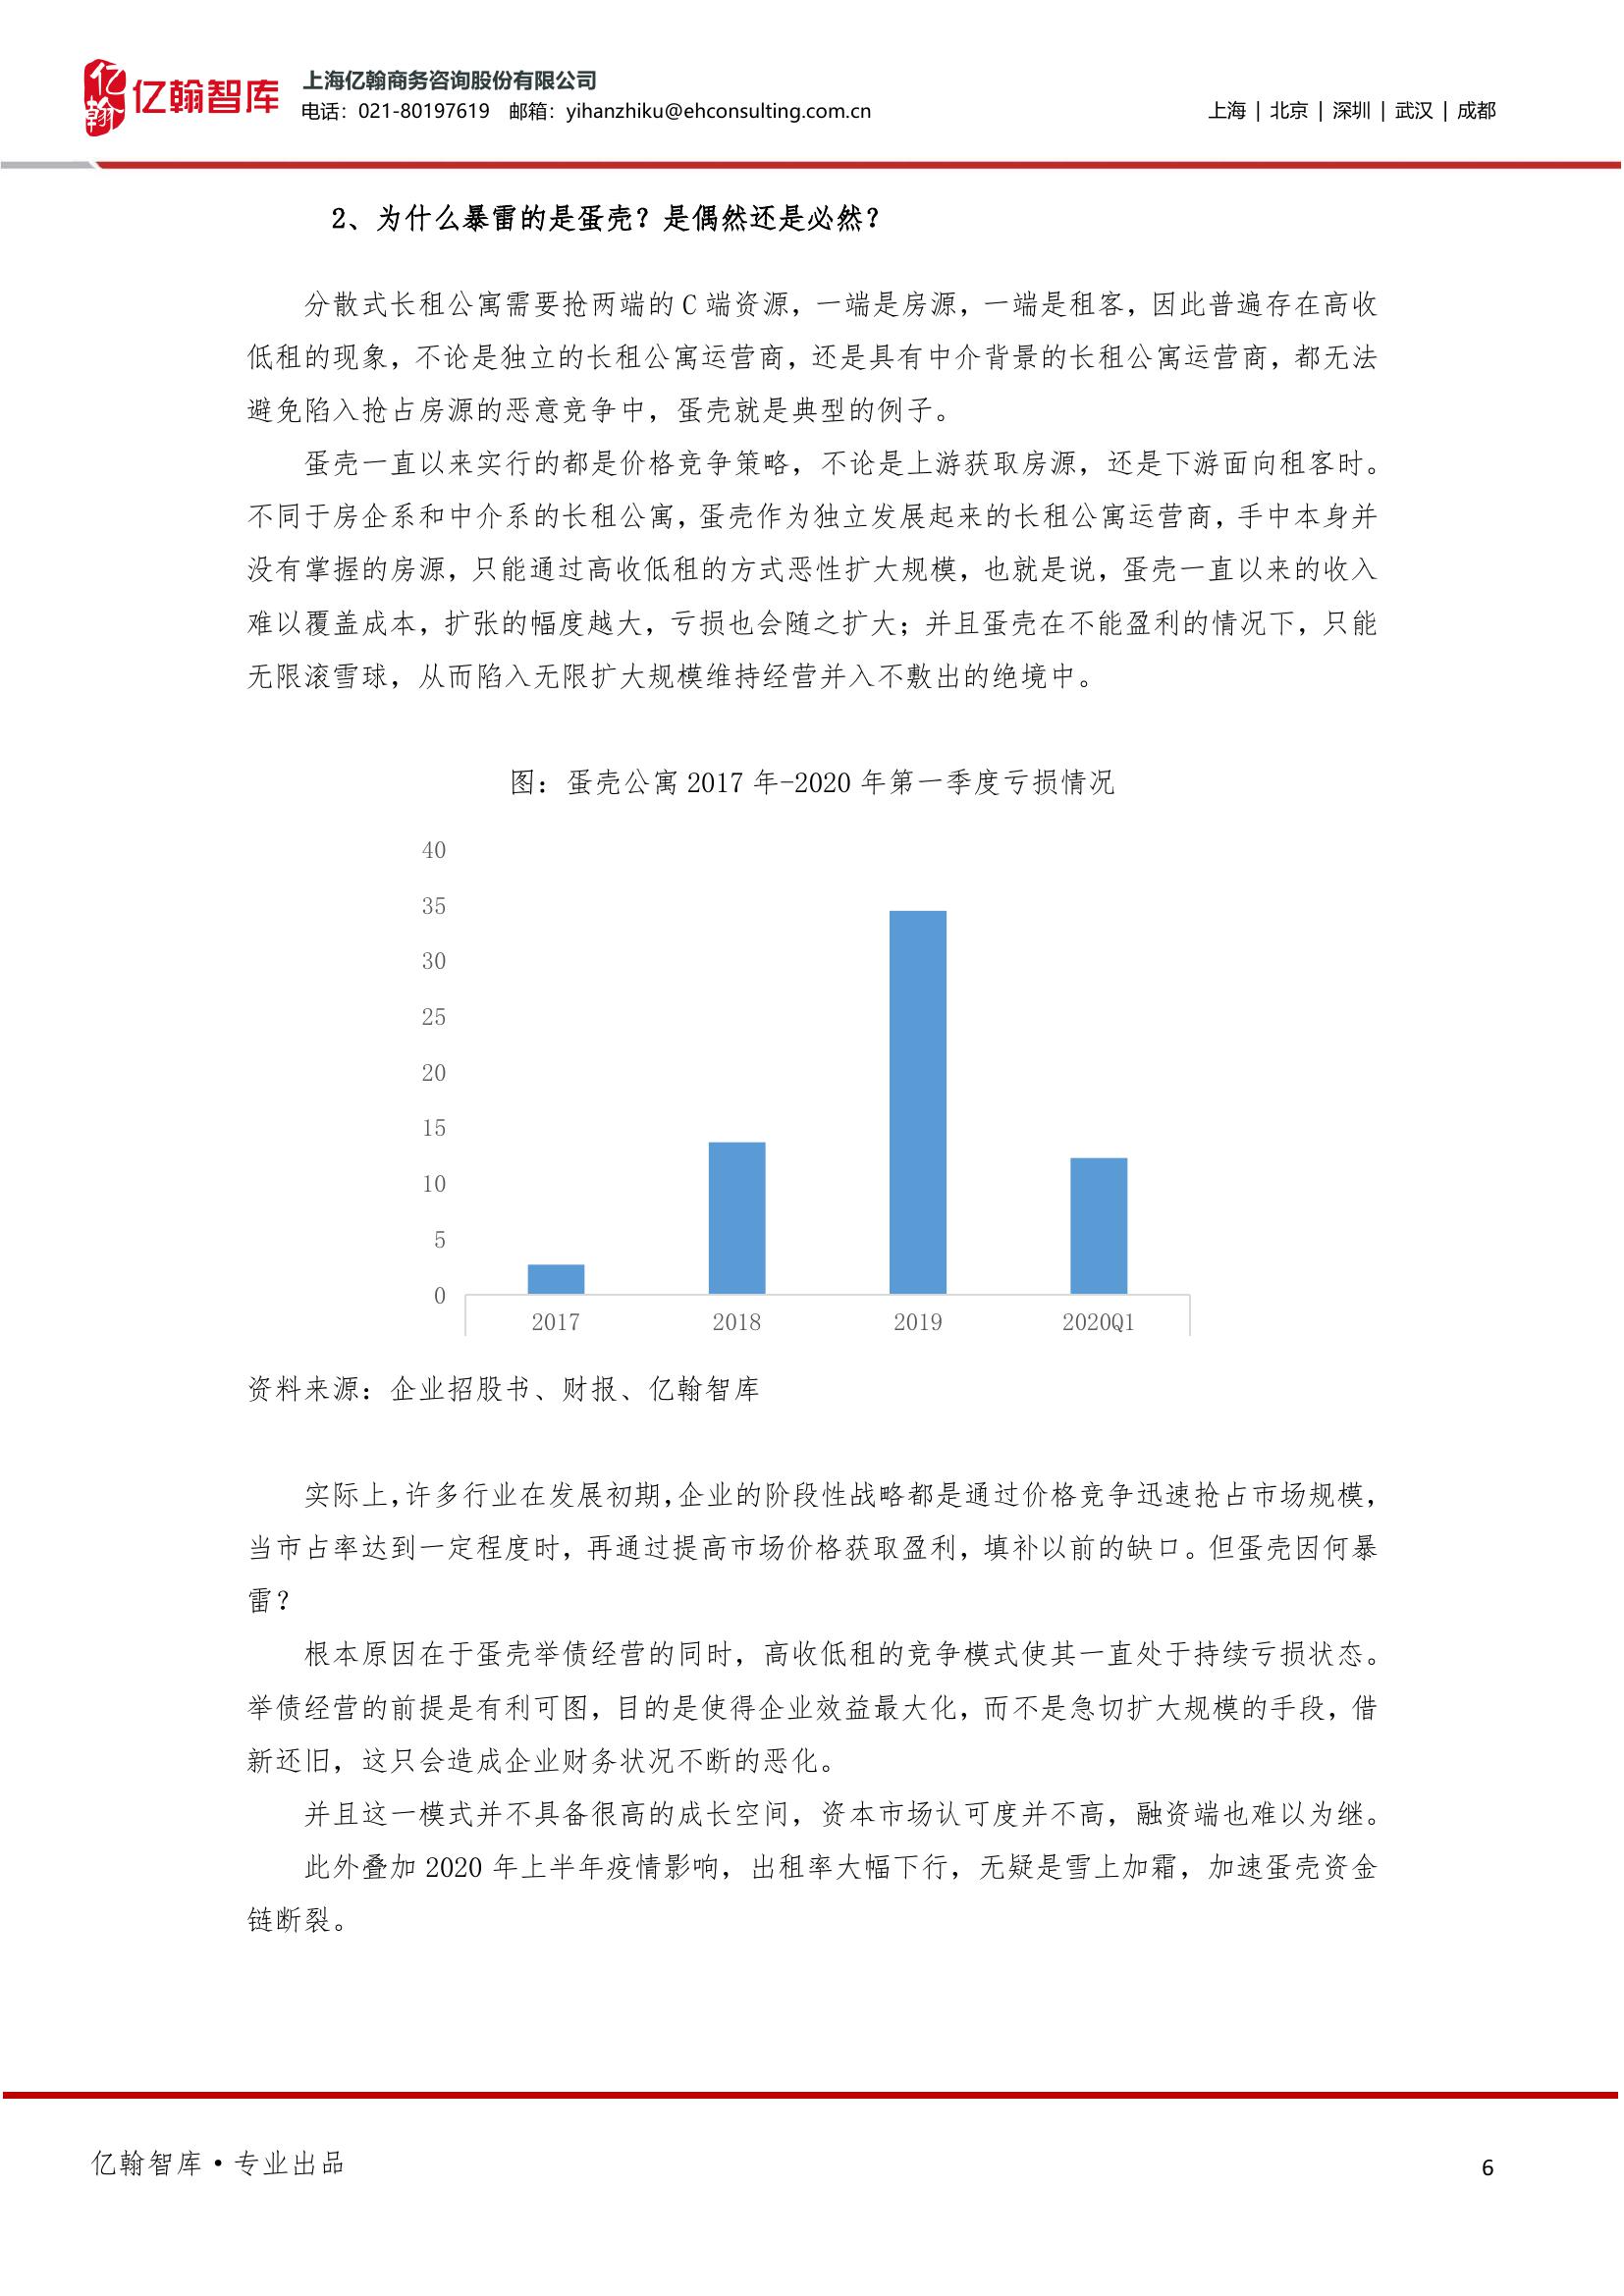 亿翰
亿翰智库
上海亿翰商务咨询股份有限公司
电话：021-80197619 邮箱：yihanzhiku@ehconsulting.com.cn
上海 | 北京 | 深圳 | 武汉 | 成都
2、为什么暴雷的是蛋壳？是偶然还是必然？
分散式长租公寓需要抢两端的 C 端资源，一端是房源，一端是租客，因此普遍存在高收
低租的现象，不论是独立的长租公寓运营商，还是具有中介背景的长租公寓运营商，都无法
避免陷入抢占房源的恶意竞争中，蛋壳就是典型的例子。
蛋壳一直以来实行的都是价格竞争策略，不论是上游获取房源，还是下游面向租客时。
不同于房企系和中介系的长租公寓，蛋壳作为独立发展起来的长租公寓运营商，手中本身并
没有掌握的房源，只能通过高收低租的方式恶性扩大规模，也就是说，蛋壳一直以来的收入
难以覆盖成本，扩张的幅度越大，亏损也会随之扩大；并且蛋壳在不能盈利的情况下，只能
无限滚雪球，从而陷入无限扩大规模维持经营并入不敷出的绝境中。
图：蛋壳公寓 2017 年-2020 年第一季度亏损情况
40
35
30
25
20
15
10
5
0
2017 2018 2019 2020Q1
资料来源：企业招股书、财报、亿翰智库
实际上，许多行业在发展初期，企业的阶段性战略都是通过价格竞争迅速抢占市场规模，
当市占率达到一定程度时，再通过提高市场价格获取盈利，填补以前的缺口。但蛋壳因何暴
雷？
根本原因在于蛋壳举债经营的同时，高收低租的竞争模式使其一直处于持续亏损状态。
举债经营的前提是有利可图，目的是使得企业效益最大化，而不是急切扩大规模的手段，借
新还旧，这只会造成企业财务状况不断的恶化。
并且这一模式并不具备很高的成长空间，资本市场认可度并不高，融资端也难以为继。
此外叠加 2020 年上半年疫情影响，出租率大幅下行，无疑是雪上加霜，加速蛋壳资金
链断裂。
亿翰智库·专业出品
6